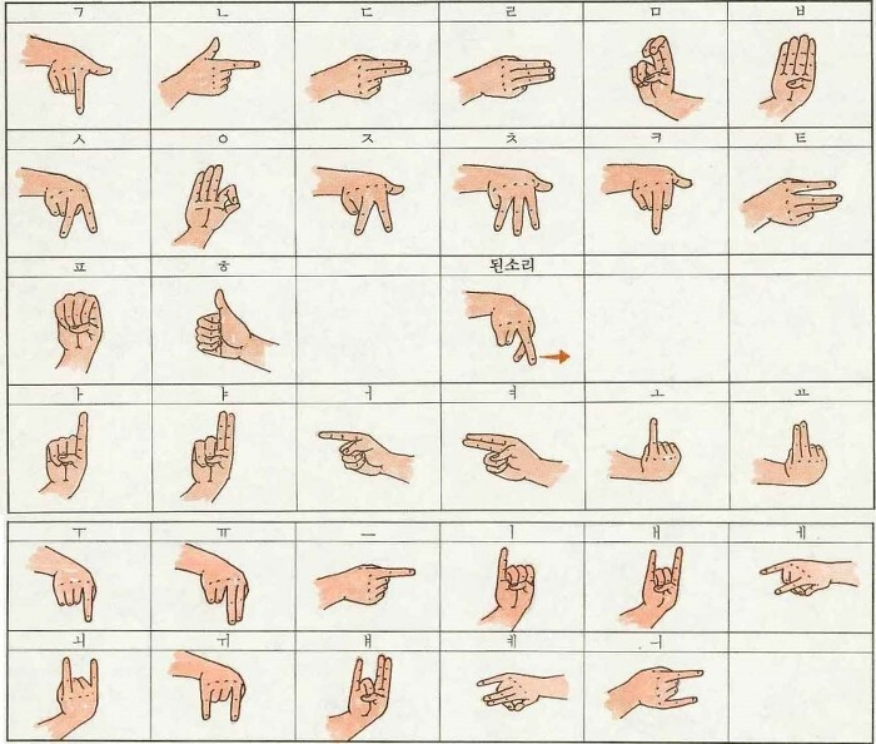 ㄱ ㄴ ㄷ ㄹ ㅁ ㅂ
ㅅ ㅇ ㅈ ㅊ ㅋ ㅌ
ㅍ ㅎ 된소리
ㅏ ㅑ ㅓ ㅕ ㅗ ㅛ
ㅜ ㅠ ㅡ ㅣ ㅐ ㅔ
ㅚ ㅟ ㅒ ㅖ ㅢ